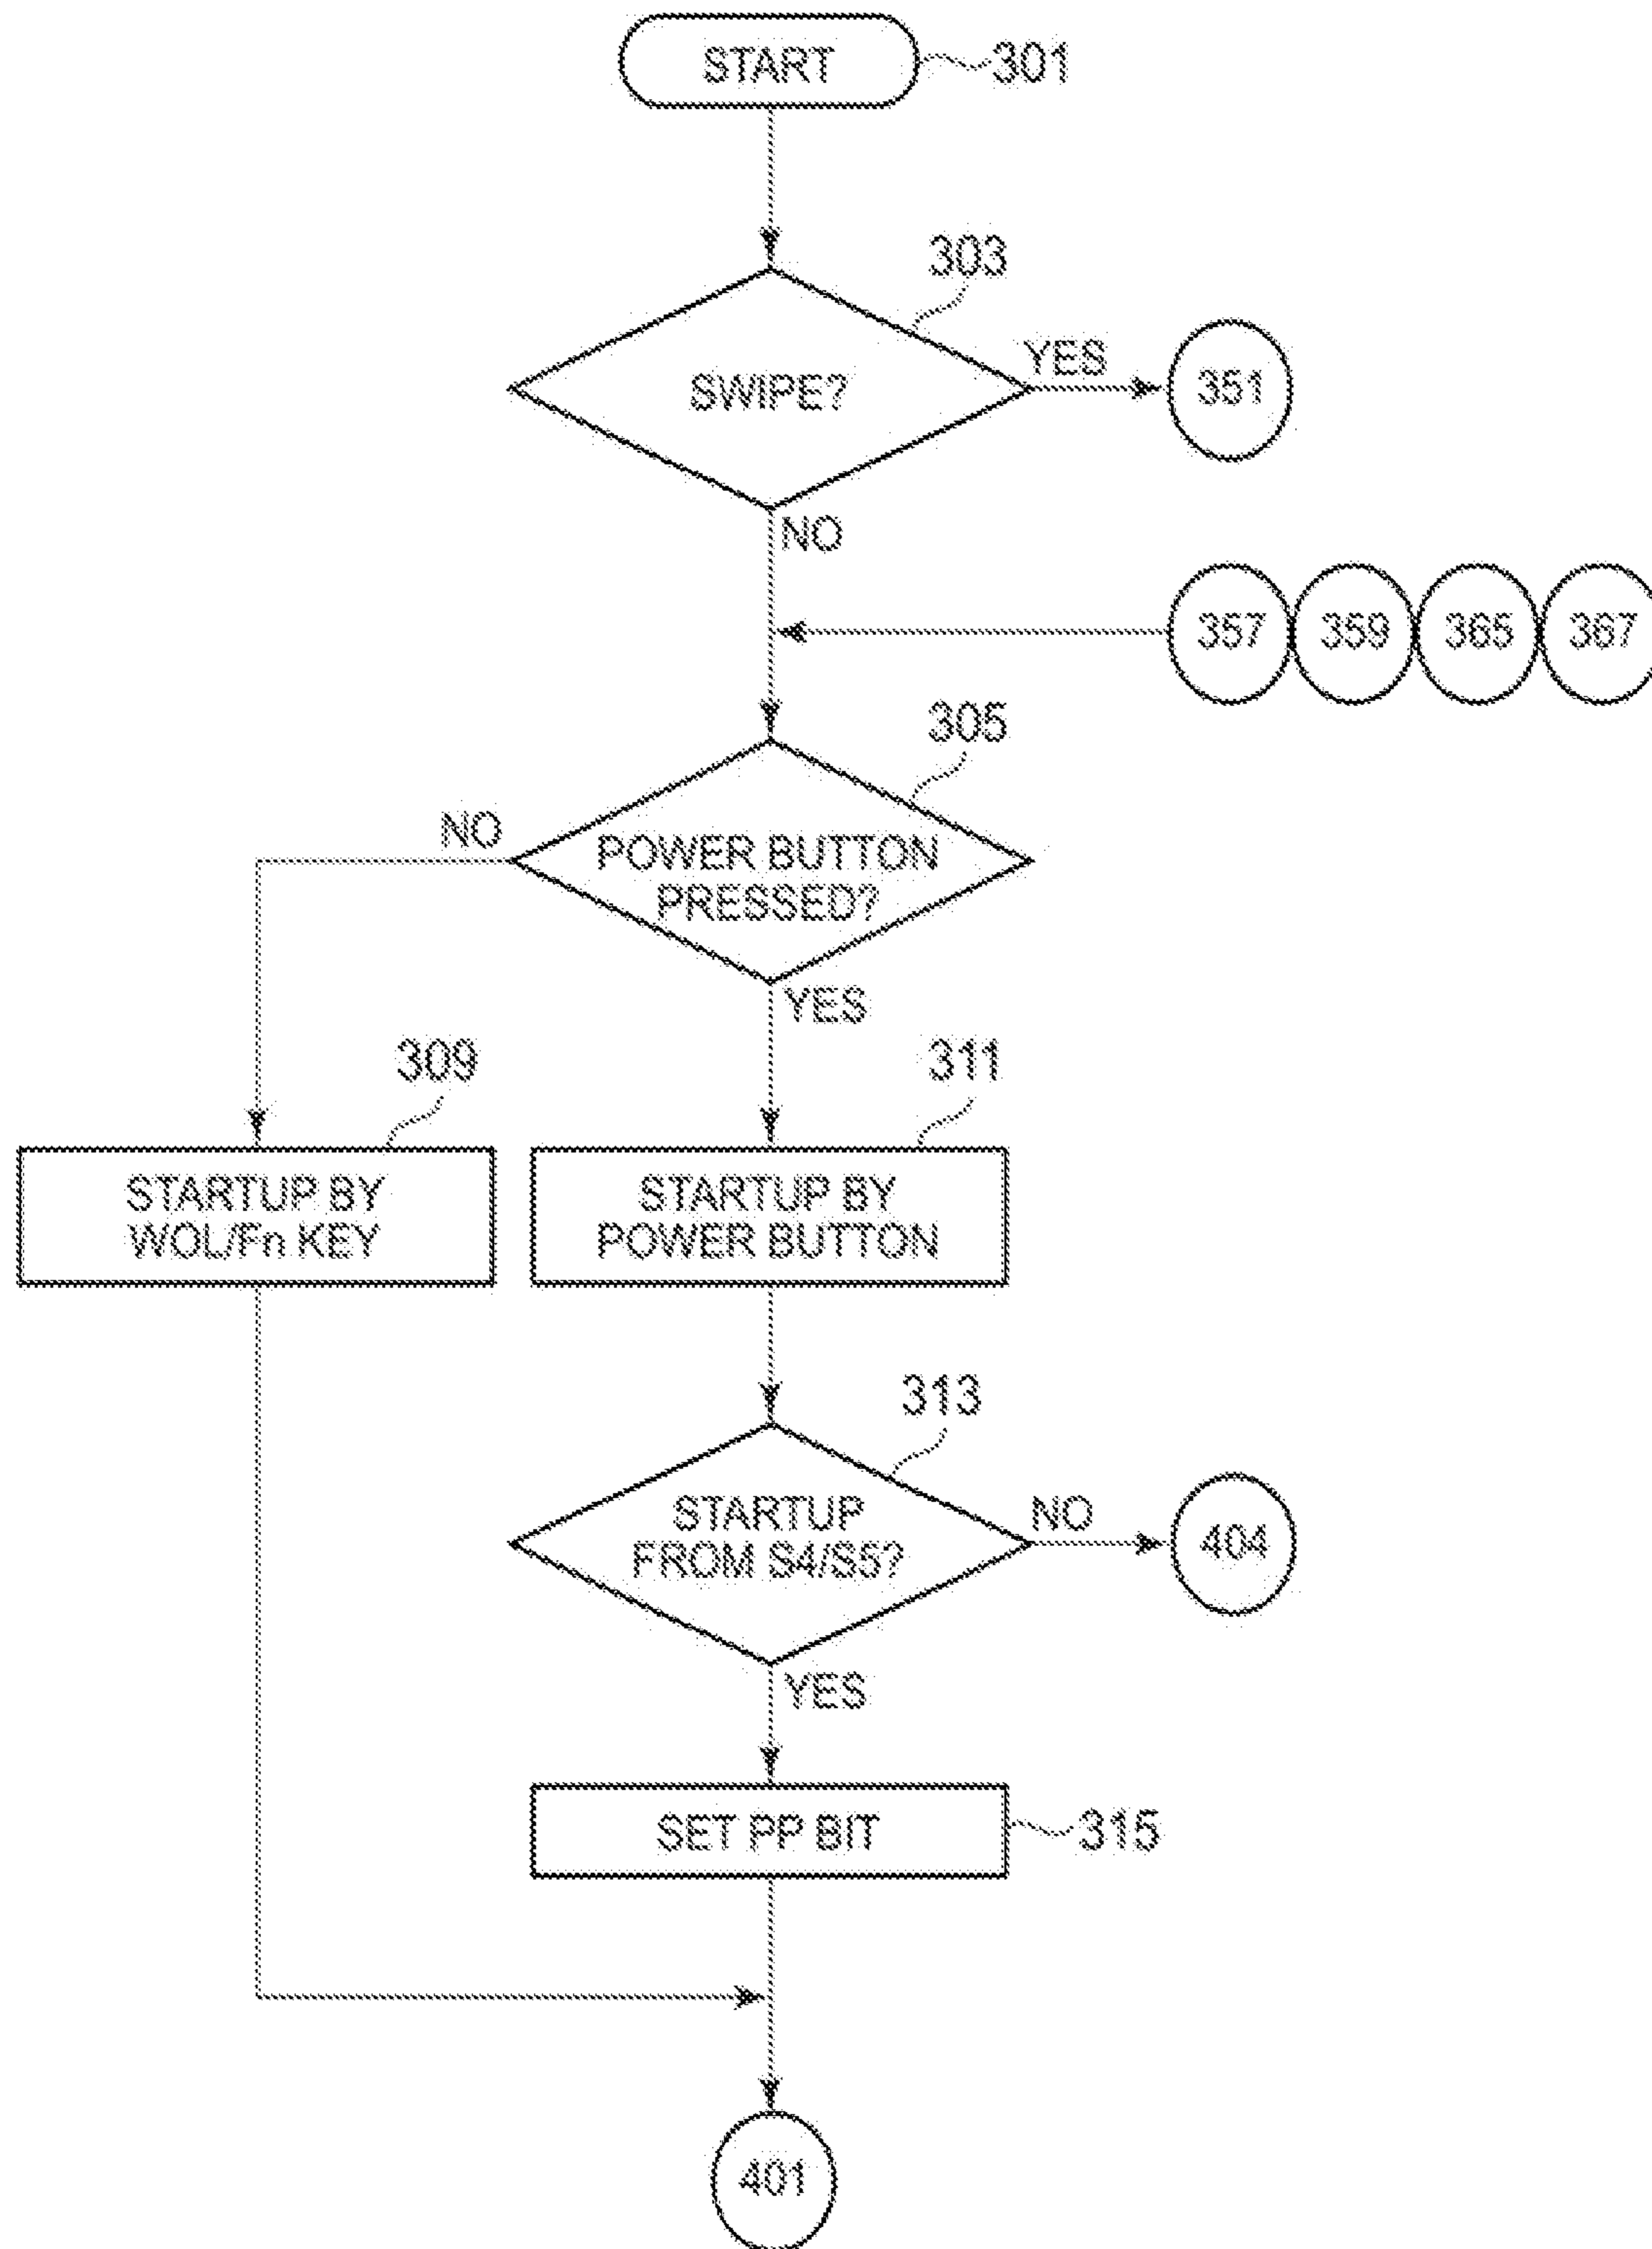 START
301
303
SWIPE?
YES
351
NO
357 359 365 367
305
NO
POWER BUTTON
PRESSED?
YES
309
311
STARTUP BY
WOL/Fn KEY
STARTUP BY
POWER BUTTON
313
STARTUP
FROM S4/S5?
NO
404
YES
SET PP BIT
315
401